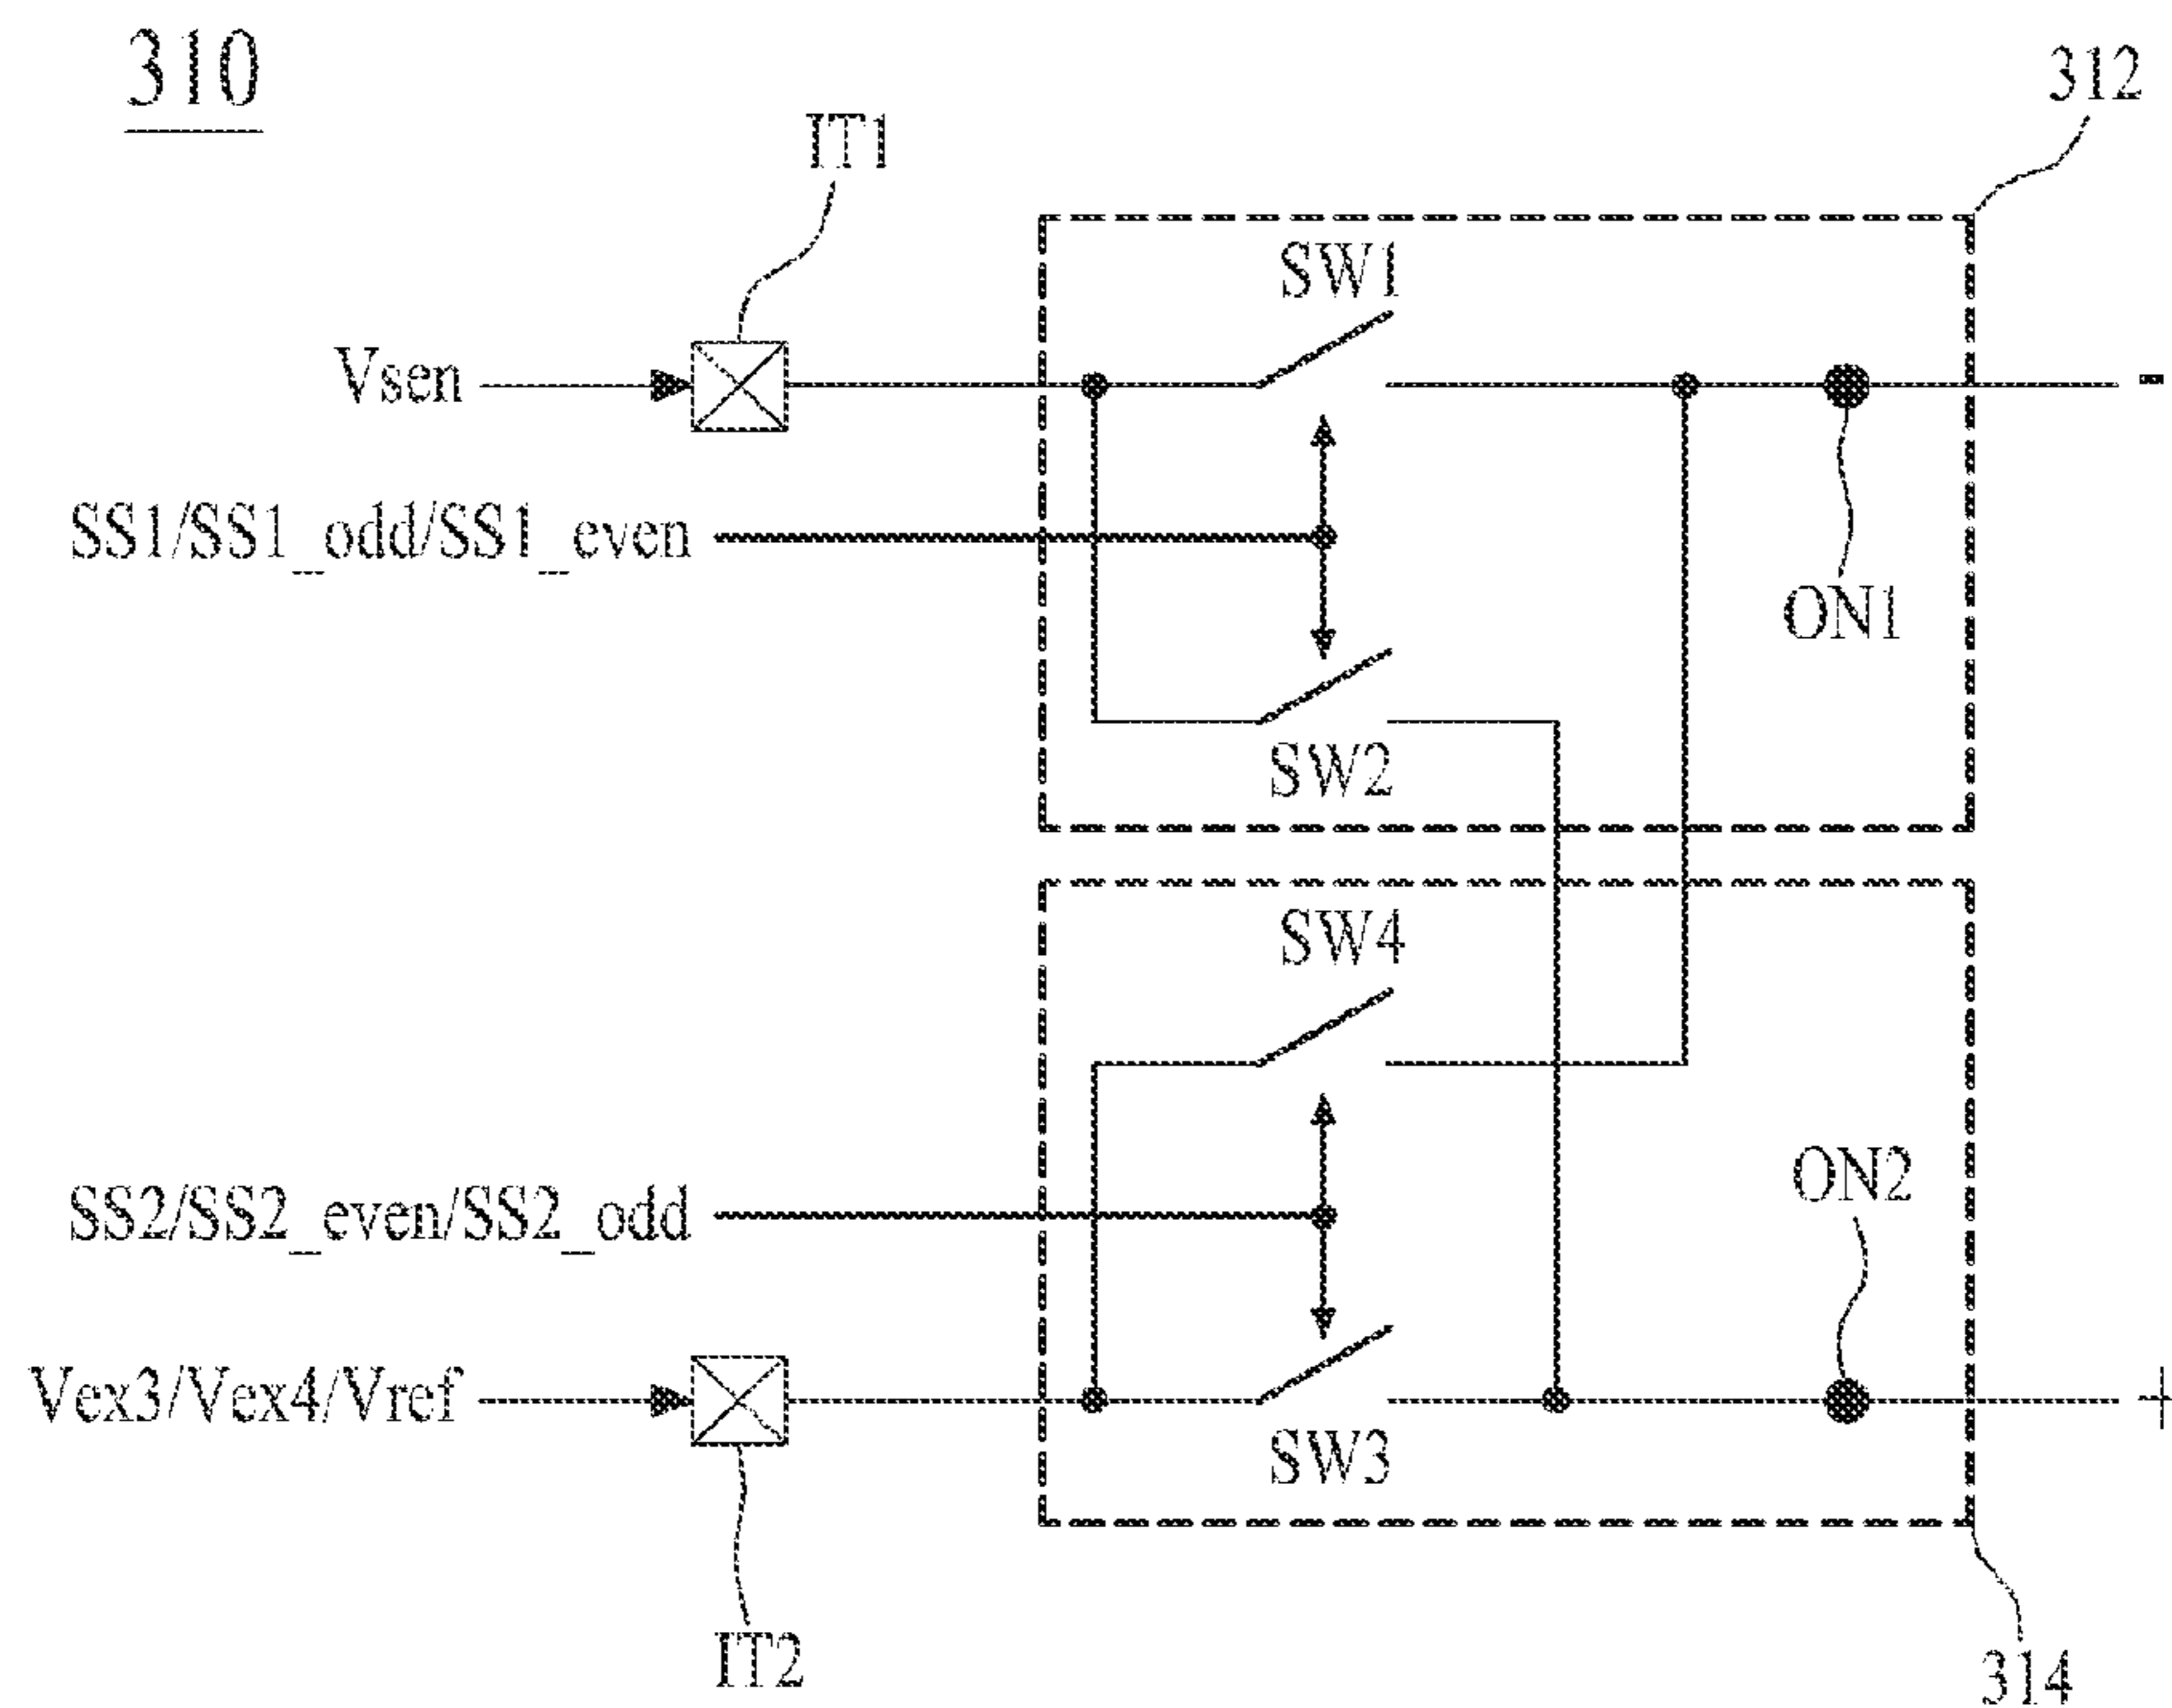 310
312
IT1
SW1
Vsen
-
SS1/SS1_odd/SS1_even
ON1
SW2
SW4
ON2
SS2/SS2_even/SS2_odd
Vex3/Vex4/Vref
+
SW3
IT2
314